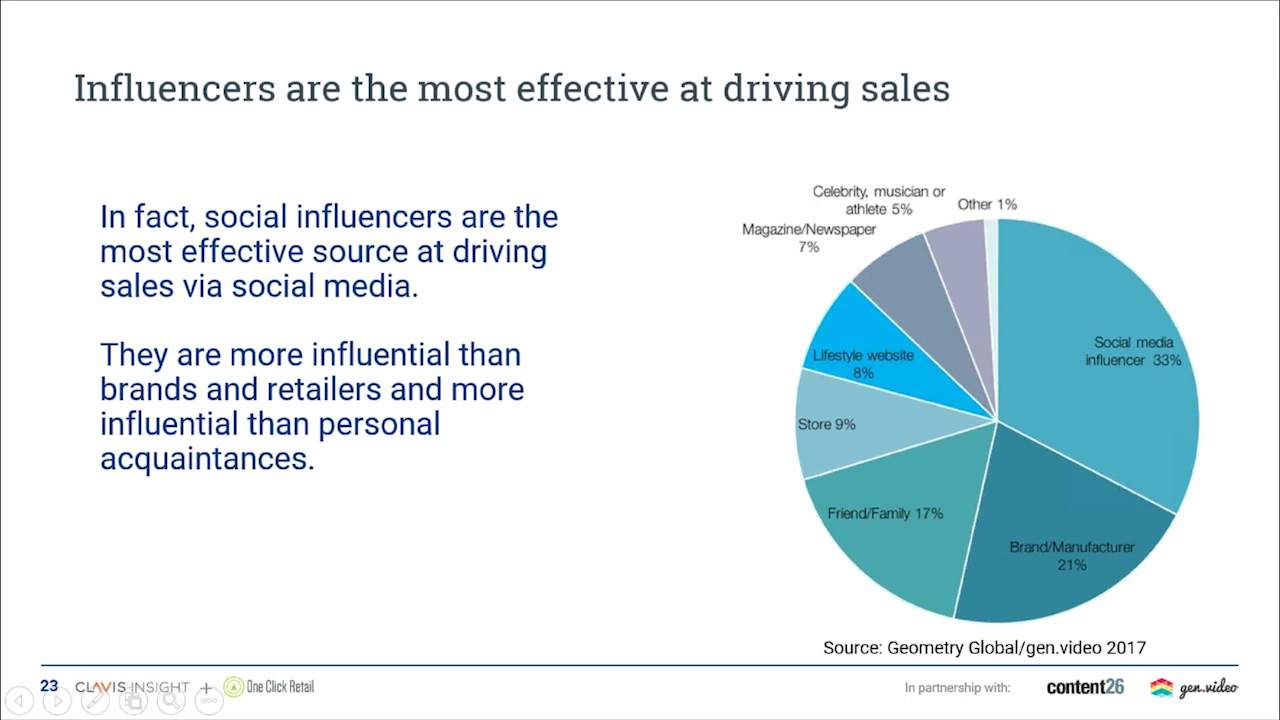 Influencers are the most effective at driving sales
In fact, social influencers are the
most effective source at driving
sales via social media.
They are more influential than
brands and retailers and more
influential than personal
acquaintances.
Celebrity, musician or
athlete 5%
Other 1%
Magazine/Newspaper
7%
Social media
influencer 33%
Lifestyle website
8%
Store 9%
Friend/Family 17%
Brand/Manufacturer
21%
Source: Geometry Global/gen.video 2017
23 CLAVIS INSIGHT + One Click Retail
In partnership with: content26 gen.video